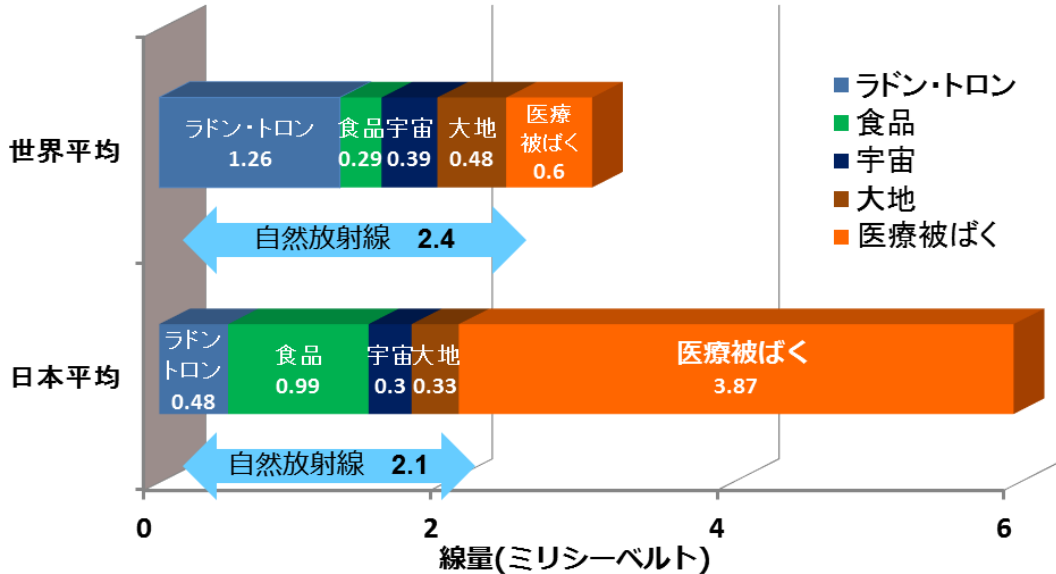 世界平均
ラドン・トロン
1.26
食品
0.29
宇宙
0.39
大地
0.48
医療
被ばく
0.6
自然放射線 2.4
ラドン・トロン
食品
宇宙
大地
医療被ばく
日本平均
ラドン
トロン
0.48
食品
0.99
宇宙
0.3
大地
0.33
医療被ばく
3.87
自然放射線 2.1
0 2 4 6
線量(ミリシーベルト)